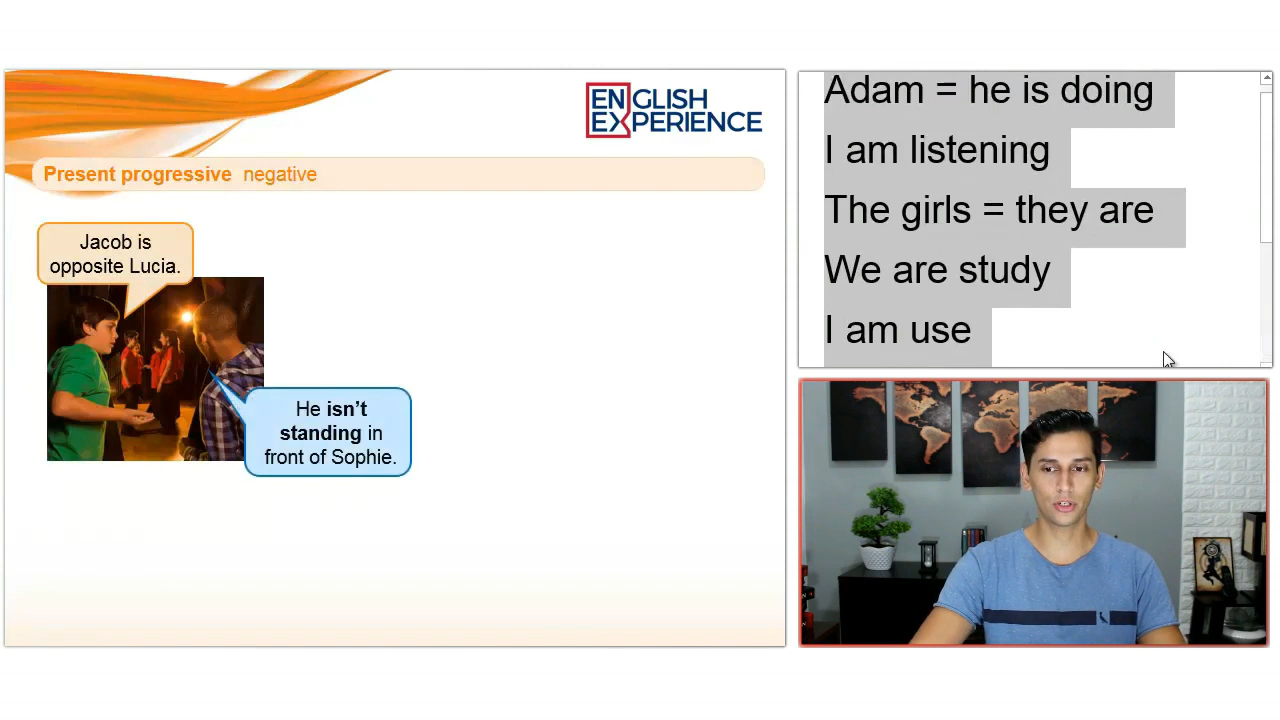 ENGLISH
EXPERIENCE
Present progressive negative
Jacob is
opposite Lucia.
He isn't
standing in
front of Sophie.
Adam = he is doing
I am listening
The girls = they are
We are study
I am use